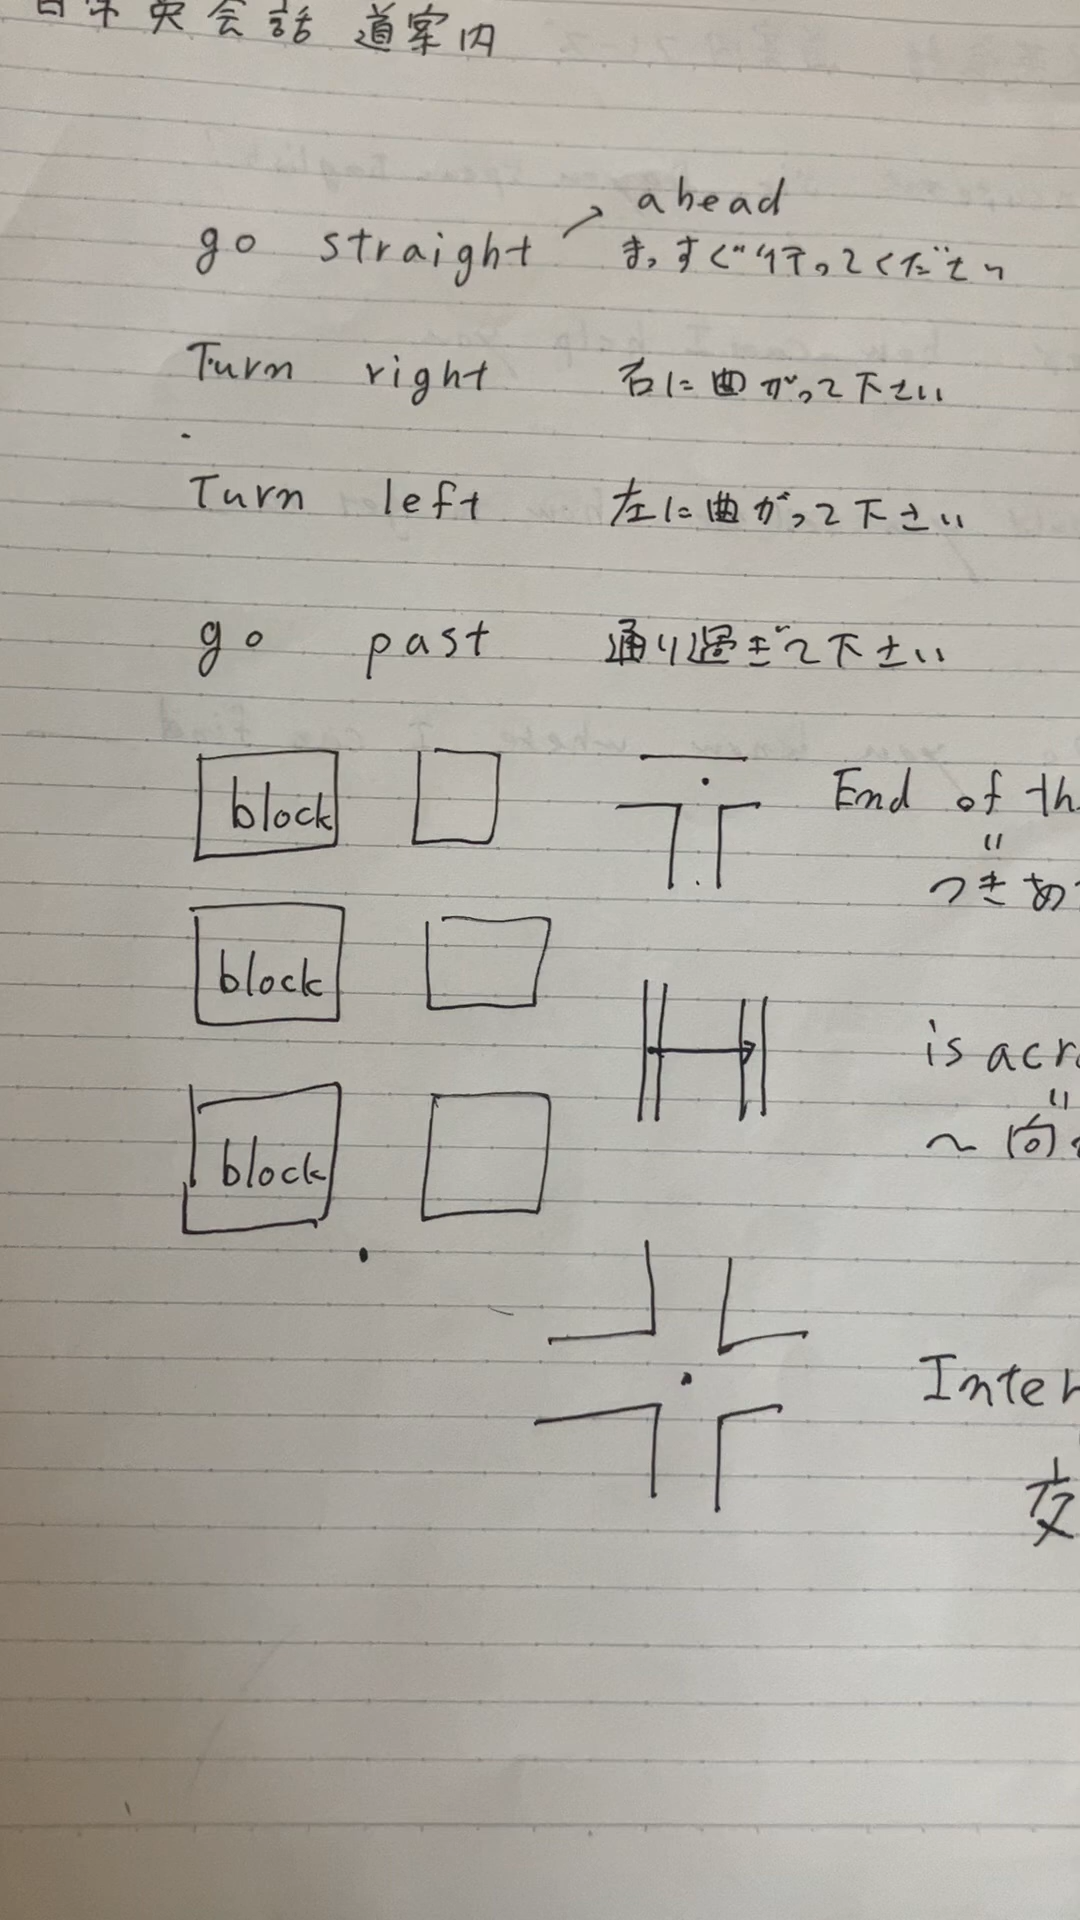 日常英会話 道案内
ahead
go straight まっすぐ行ってください
Turn right 右に曲がって下さい
Turn left 左に曲がって下さい
go past 通り過ぎて下さい
block
End of th
〃
つきあ
block
is acr
〃
〜向
block
Inter
交